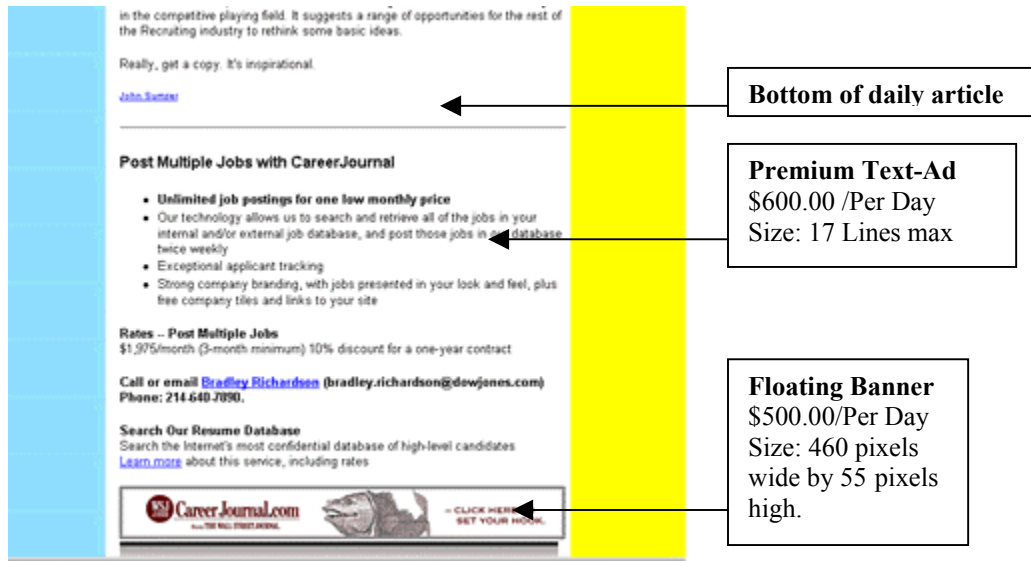 in the competitive playing field. It suggests a range of opportunities for the rest of
the Recruiting industry to rethink some basic ideas.
Really, get a copy. It's inspirational.
John Sumser
Bottom of daily article
Post Multiple Jobs with CareerJournal
• Unlimited job postings for one low monthly price
• Our technology allows us to search and retrieve all of the jobs in your
internal and/or external job database, and post those jobs in our database
twice weekly
• Exceptional applicant tracking
• Strong company branding, with jobs presented in your look and feel, plus
free company tiles and links to your site
Premium Text-Ad
$600.00 /Per Day
Size: 17 Lines max
Rates -- Post Multiple Jobs
$1,975/month (3-month minimum) 10% discount for a one-year contract
Call or email Bradley Richardson (bradley.richardson@dowjones.com)
Phone: 214-640-7890.
Search Our Resume Database
Search the Internet's most confidential database of high-level candidates
Learn more about this service, including rates
WSJ CareerJournal.com
from THE WALL STREET JOURNAL.
– CLICK HERE
SET YOUR HOOK.
Floating Banner
$500.00/Per Day
Size: 460 pixels
wide by 55 pixels
high.